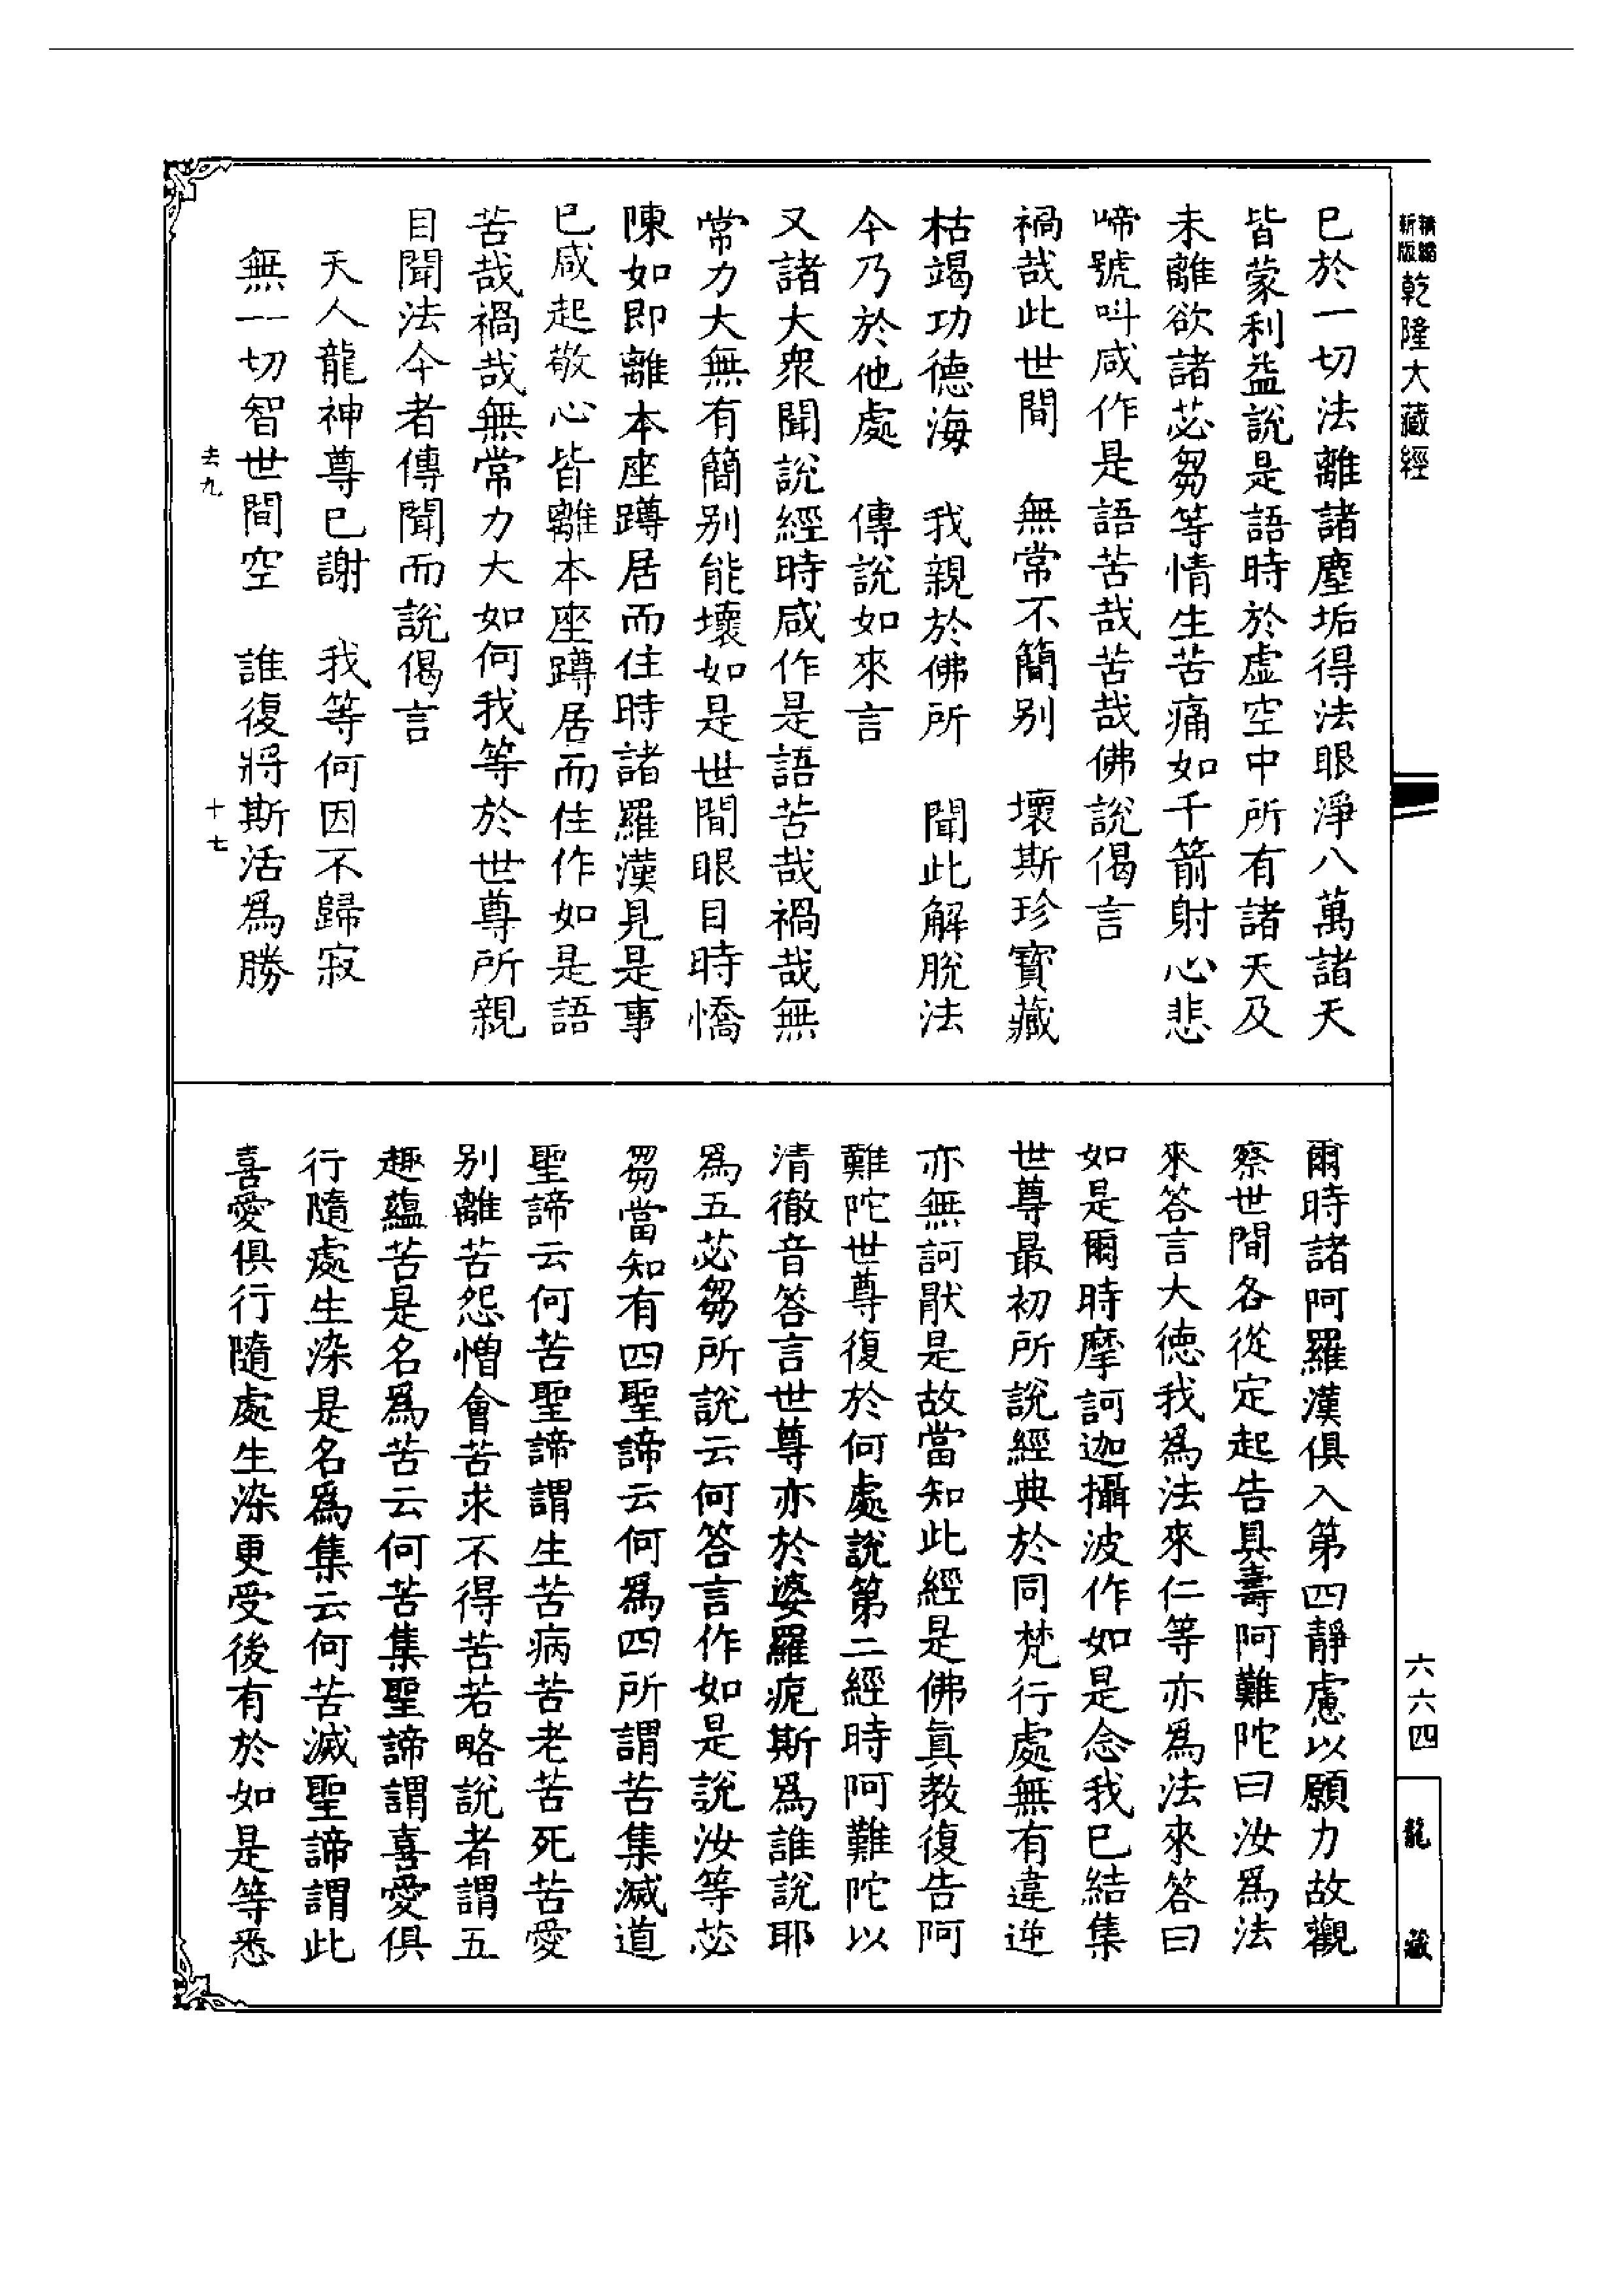 精縮新版乾隆大藏經
已於一切法離諸塵垢得法眼淨八萬諸天
皆蒙利益說是語時於虛空中所有諸天及
未離欲諸苾芻等情生苦痛如千箭射心悲
啼號叫咸作是語苦哉苦哉佛說偈言
禍哉此世間　無常不簡别　壞斯珍寶藏
枯竭功德海　我親於佛所　聞此解脫法
今乃於他處　傳說如來言
又諸大衆聞說經時咸作是語苦哉禍哉無
常力大無有簡别能壞如是世間眼目時憍
陳如即離本座蹲居而住時諸羅漢見是事
已咸起敬心皆離本座蹲居而住作如是語
苦哉禍哉無常力大如何我等於世尊所親
目聞法今者傳聞而說偈言
天人龍神尊已謝　我等何因不歸寂
無一切智世間空　誰復將斯活爲勝
去九　十七
爾時諸阿羅漢俱入第四靜慮以願力故觀
察世間各從定起告具壽阿難陀曰汝爲法
來答言大德我爲法來仁等亦爲法來答曰
如是爾時摩訶迦攝波作如是念我已結集
世尊最初所說經典於同梵行處無有違逆
亦無訶猒是故當知此經是佛真教復告阿
難陀世尊復於何處說第二經時阿難陀以
清徹音答言世尊亦於婆羅痆斯爲誰說耶
爲五苾芻所說云何答言作如是說汝等苾
芻當知有四聖諦云何爲四所謂苦集滅道
聖諦云何苦聖諦謂生苦病苦老苦死苦愛
别離苦怨憎會苦求不得苦若略說者謂五
趣蘊苦是名爲苦云何苦集聖諦謂喜愛俱
行隨處生染是名爲集云何苦滅聖諦謂此
喜愛俱行隨處生染更受後有於如是等悉
六六四
龍藏